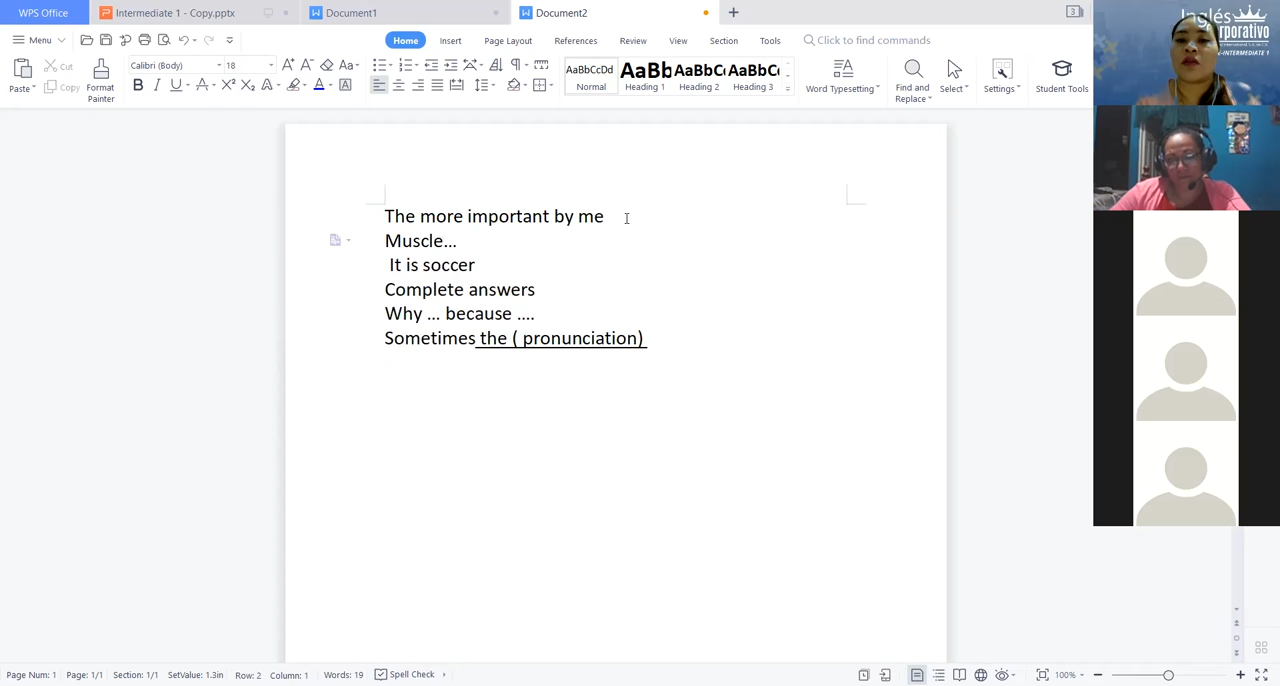 WPS Office
Intermediate 1 - Copy.pptx
Document1
Document2
3
Menu
Home
Insert
Page Layout
References
Review
View
Section
Tools
Click to find commands
Paste
Cut
Copy
Format Painter
Calibri (Body)
18
AaBbCcDd
Normal
Heading 1
Heading 2
Heading 3
Word Typesetting
Find and Replace
Select
Settings
Student Tools
The more important by me
Muscle...
It is soccer
Complete answers
Why ... because ....
Sometimes the ( pronunciation)
Inglés
Page Num: 1
Page: 1/1
Section: 1/1
SetValue: 1.3in
Row: 2
Column: 1
Words: 19
Spell Check
100%